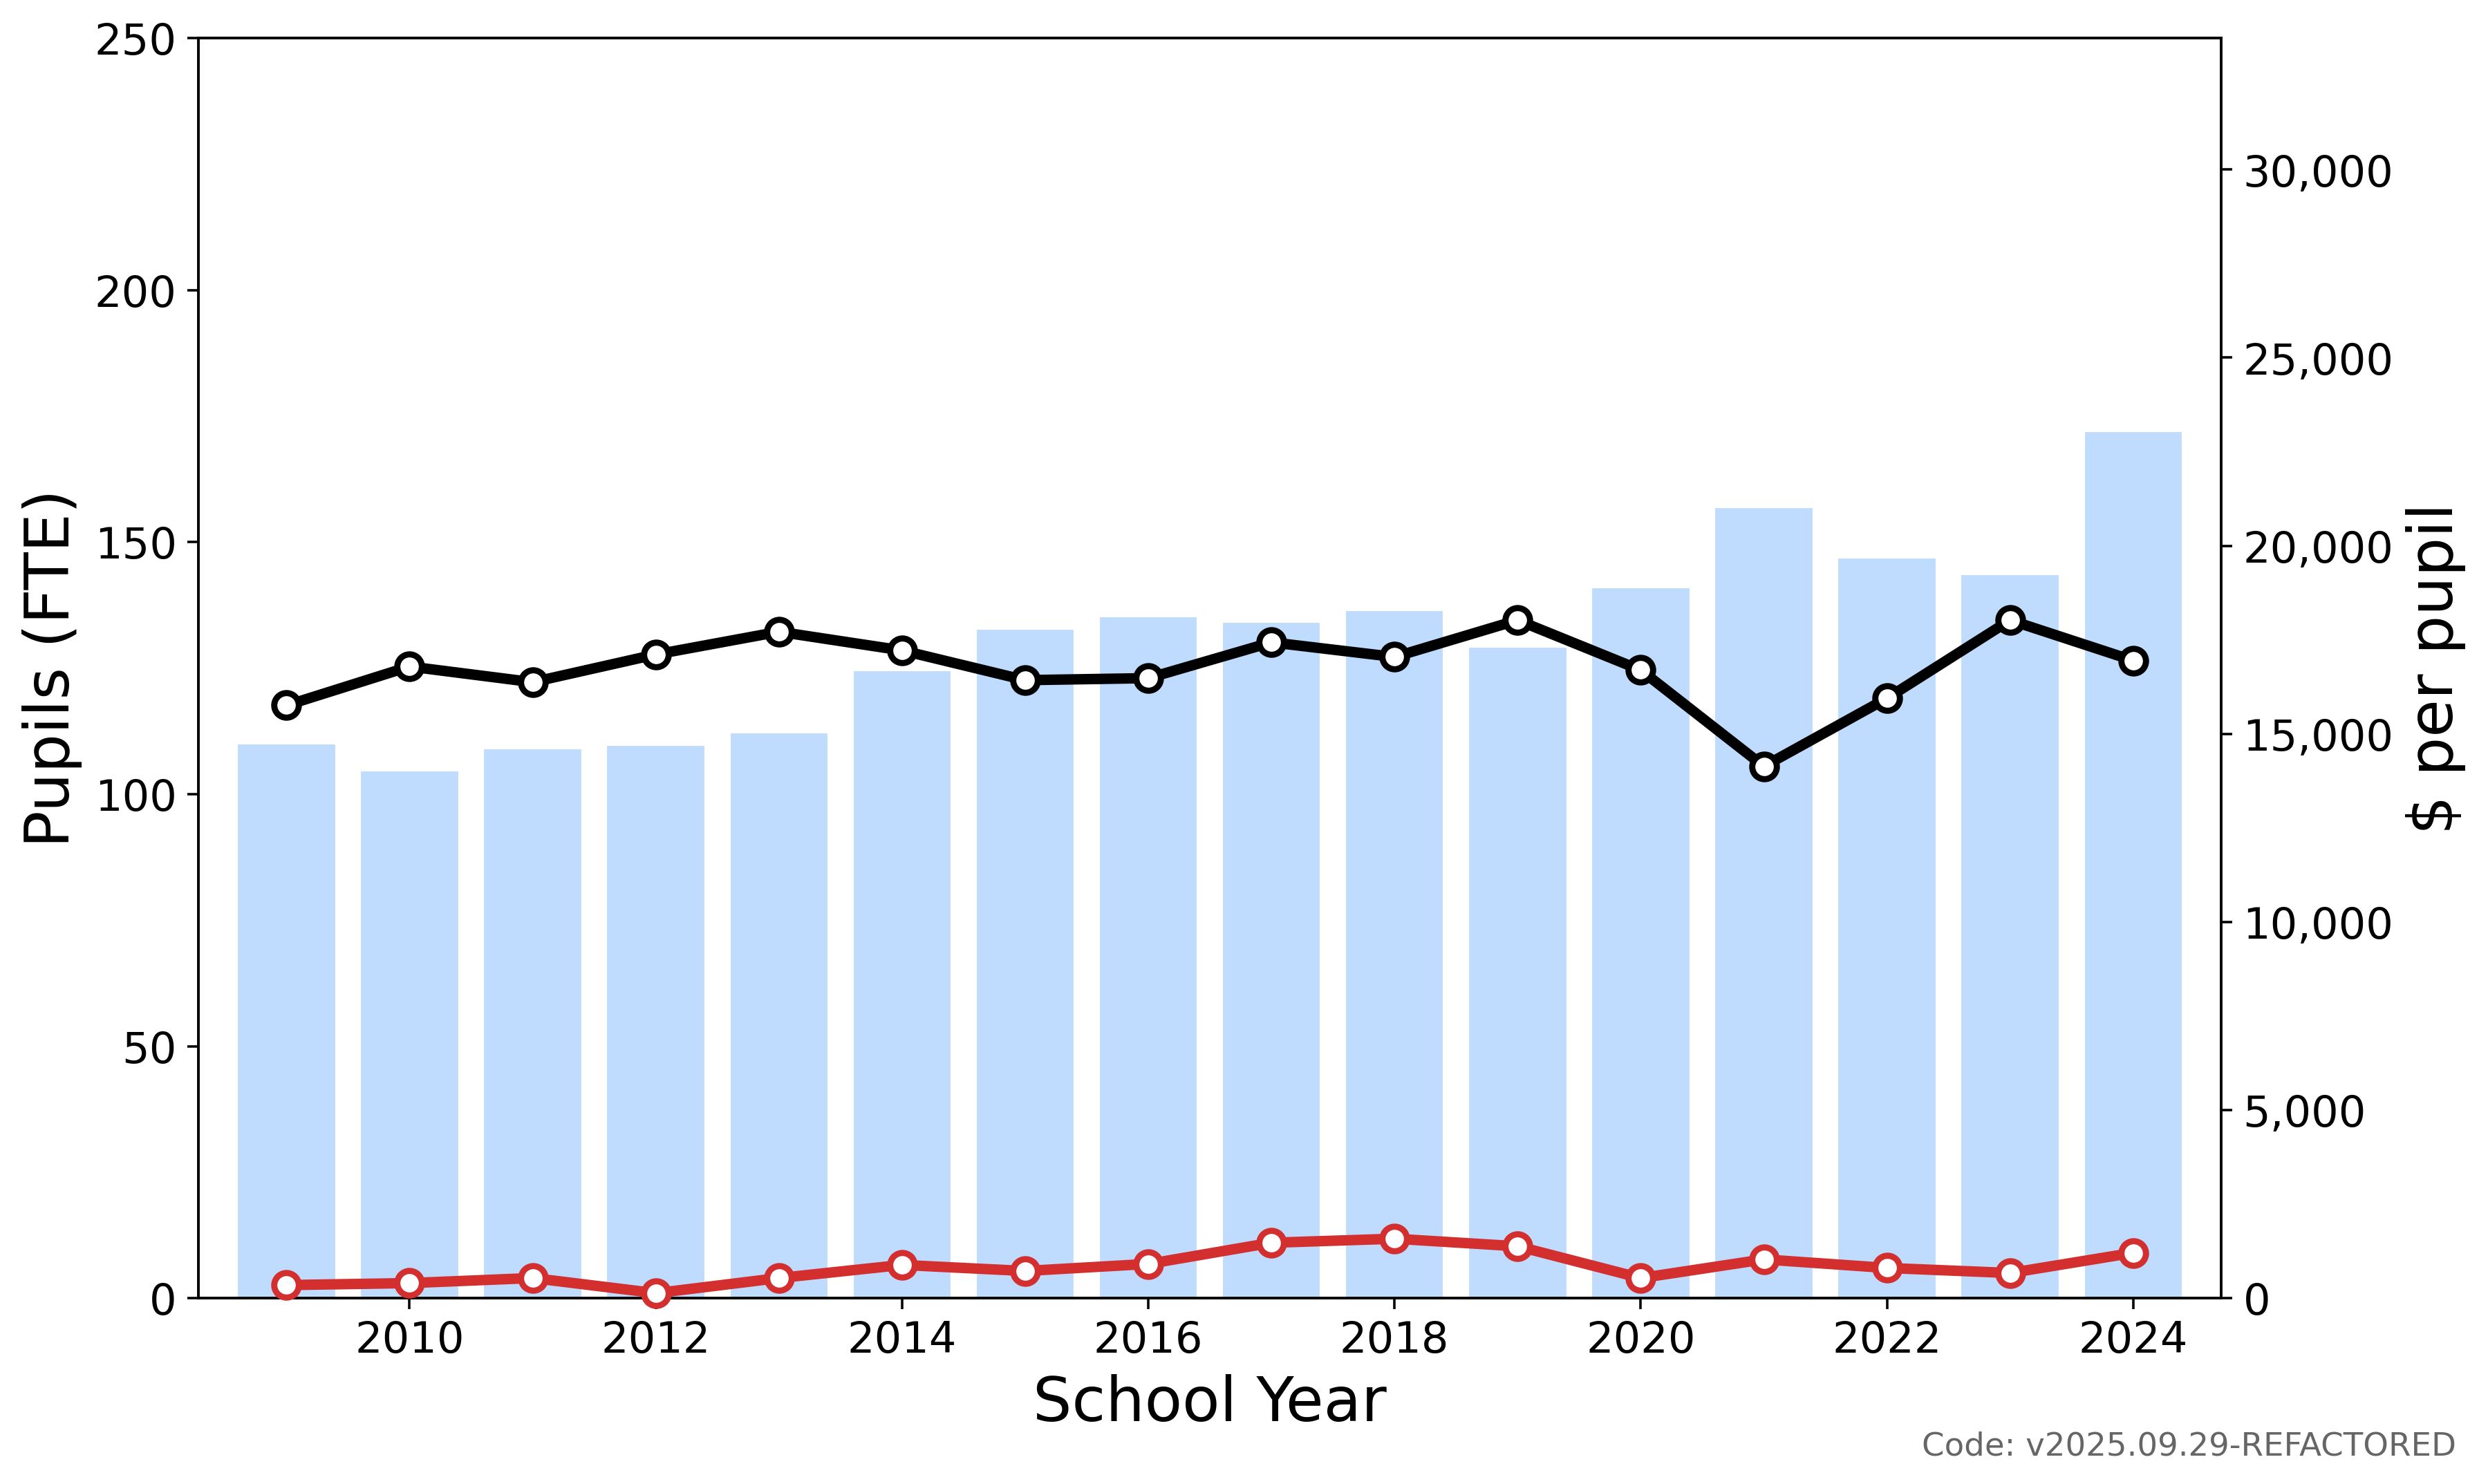 250
200
150
100
50
0
Pupils (FTE)
30,000
25,000
20,000
15,000
10,000
5,000
0
$ per pupil
2010 2012 2014 2016 2018 2020 2022 2024
School Year
Code: v2025.09.29-REFACTORED